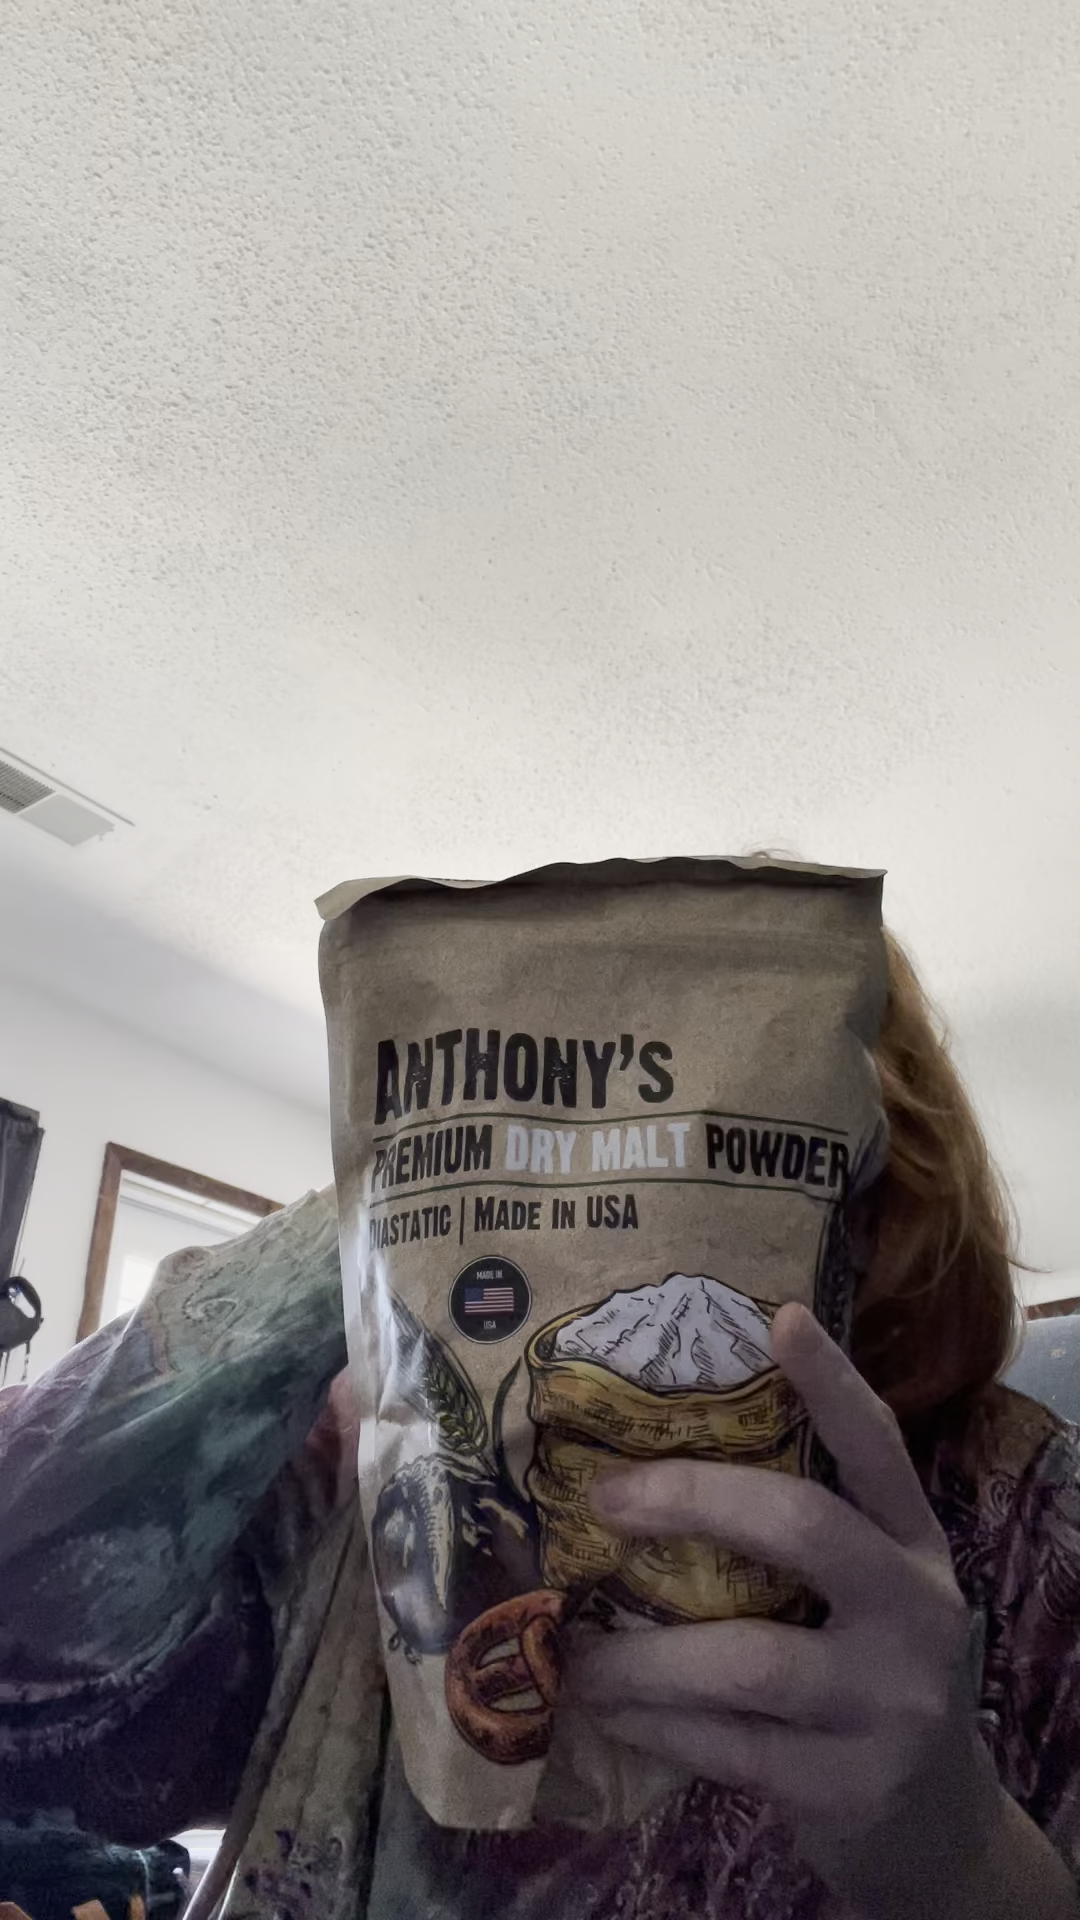 ANTHONY'S
PREMIUM DRY MALT POWDER
DIASTATIC | MADE IN USA
MADE IN
USA